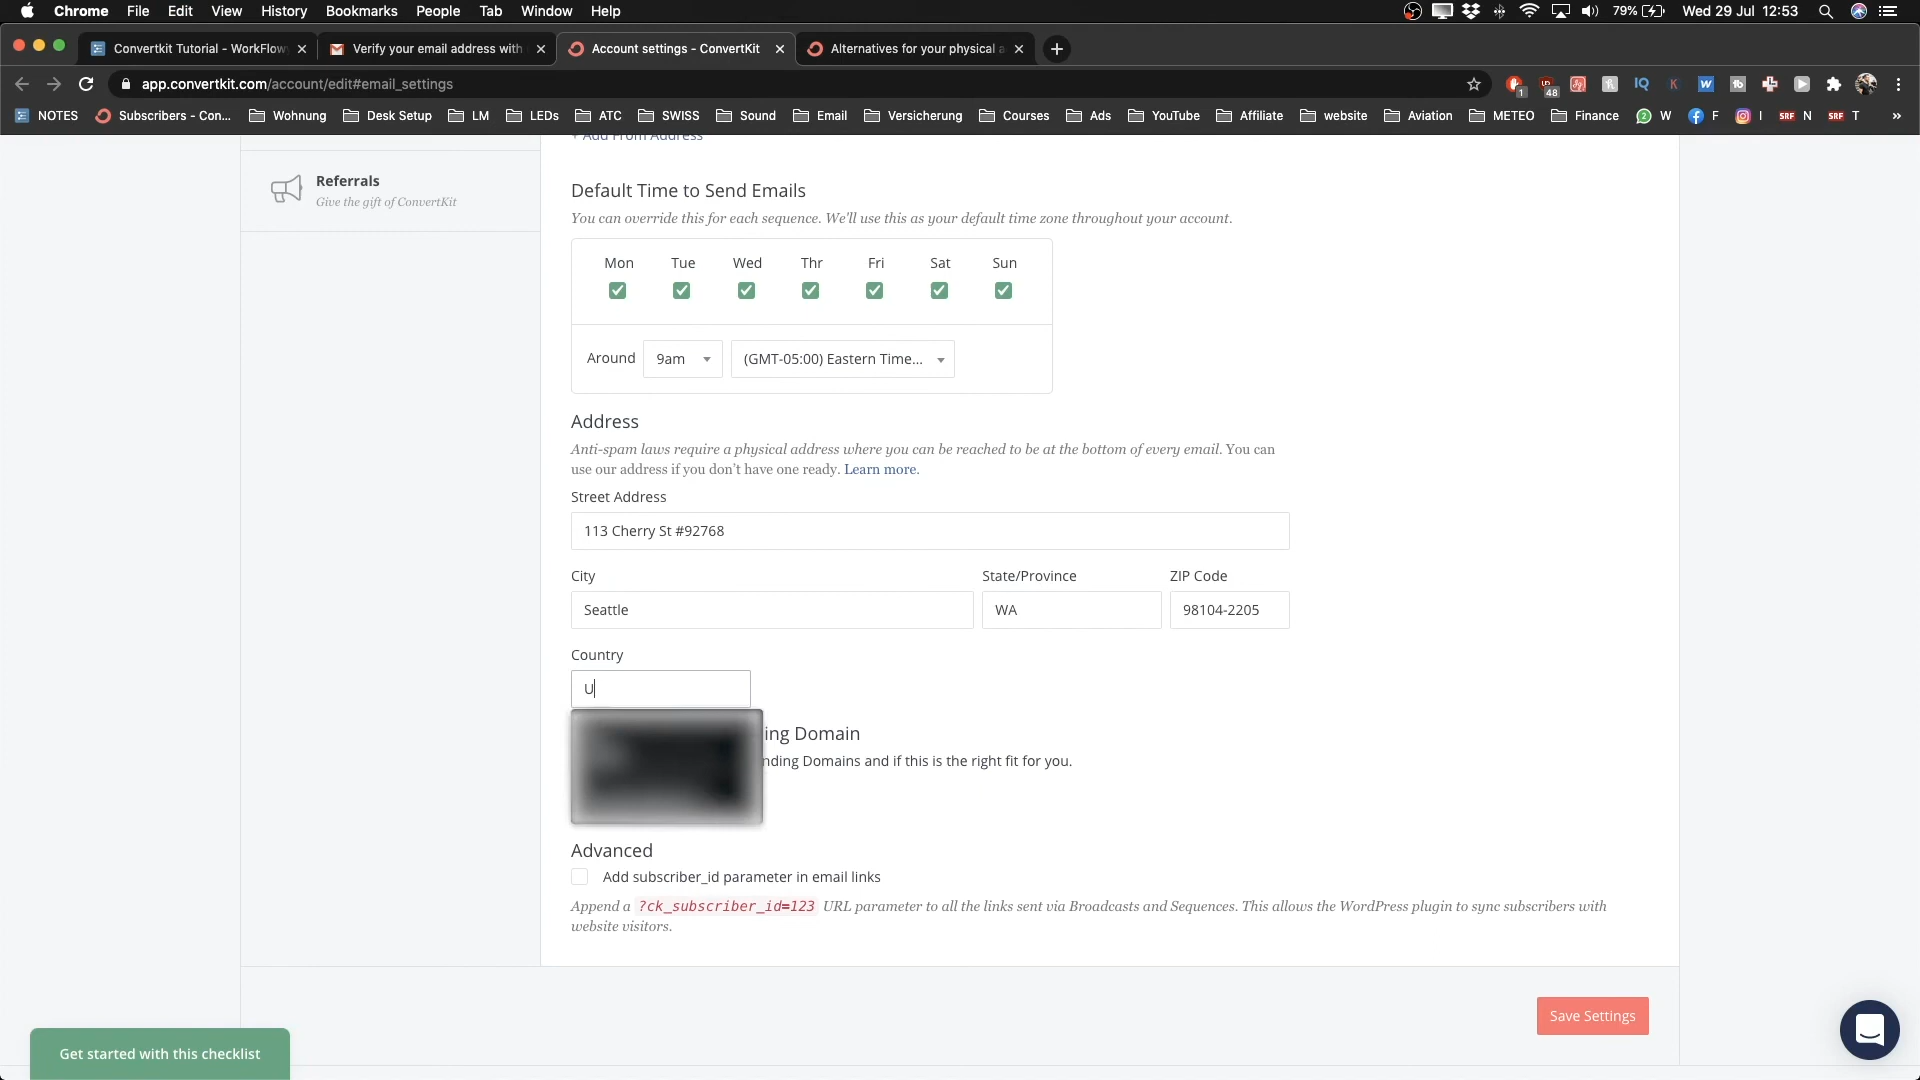 Chrome File Edit View History Bookmarks People Tab Window Help 79% Wed 29 Jul 12:53
Convertkit Tutorial - WorkFlowy Verify your email address with Account settings - ConvertKit Alternatives for your physical a
app.convertkit.com/account/edit#email_settings
NOTES Subscribers - Con... Wohnung Desk Setup LM LEDs ATC SWISS Sound Email Versicherung Courses Ads YouTube Affiliate website Aviation METEO Finance W F I N T »
+ Add From Address
Referrals
Give the gift of ConvertKit
Default Time to Send Emails
You can override this for each sequence. We'll use this as your default time zone throughout your account.
Mon Tue Wed Thr Fri Sat Sun
Around 9am (GMT-05:00) Eastern Time...
Address
Anti-spam laws require a physical address where you can be reached to be at the bottom of every email. You can
use our address if you don't have one ready. Learn more.
Street Address
113 Cherry St #92768
City State/Province ZIP Code
Seattle WA 98104-2205
Country
U
ing Domain
nding Domains and if this is the right fit for you.
Advanced
Add subscriber_id parameter in email links
Append a ?ck_subscriber_id=123 URL parameter to all the links sent via Broadcasts and Sequences. This allows the WordPress plugin to sync subscribers with
website visitors.
Save Settings
Get started with this checklist